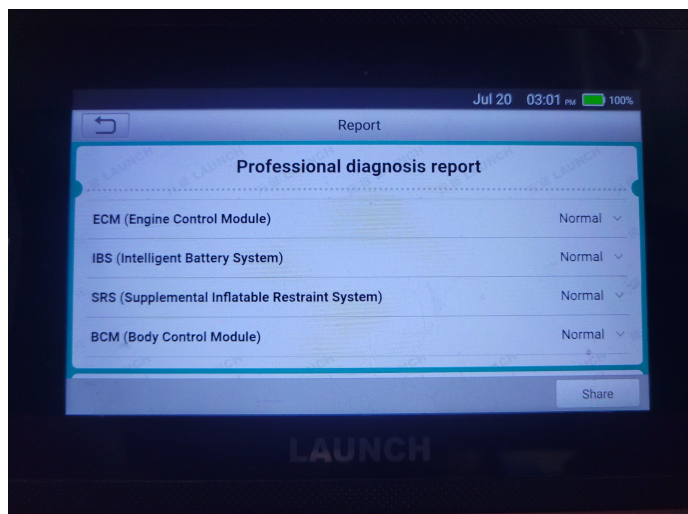 Jul 20 03:01 PM 100%
Report
Professional diagnosis report
ECM (Engine Control Module) Normal
IBS (Intelligent Battery System) Normal
SRS (Supplemental Inflatable Restraint System) Normal
BCM (Body Control Module) Normal
Share
LAUNCH